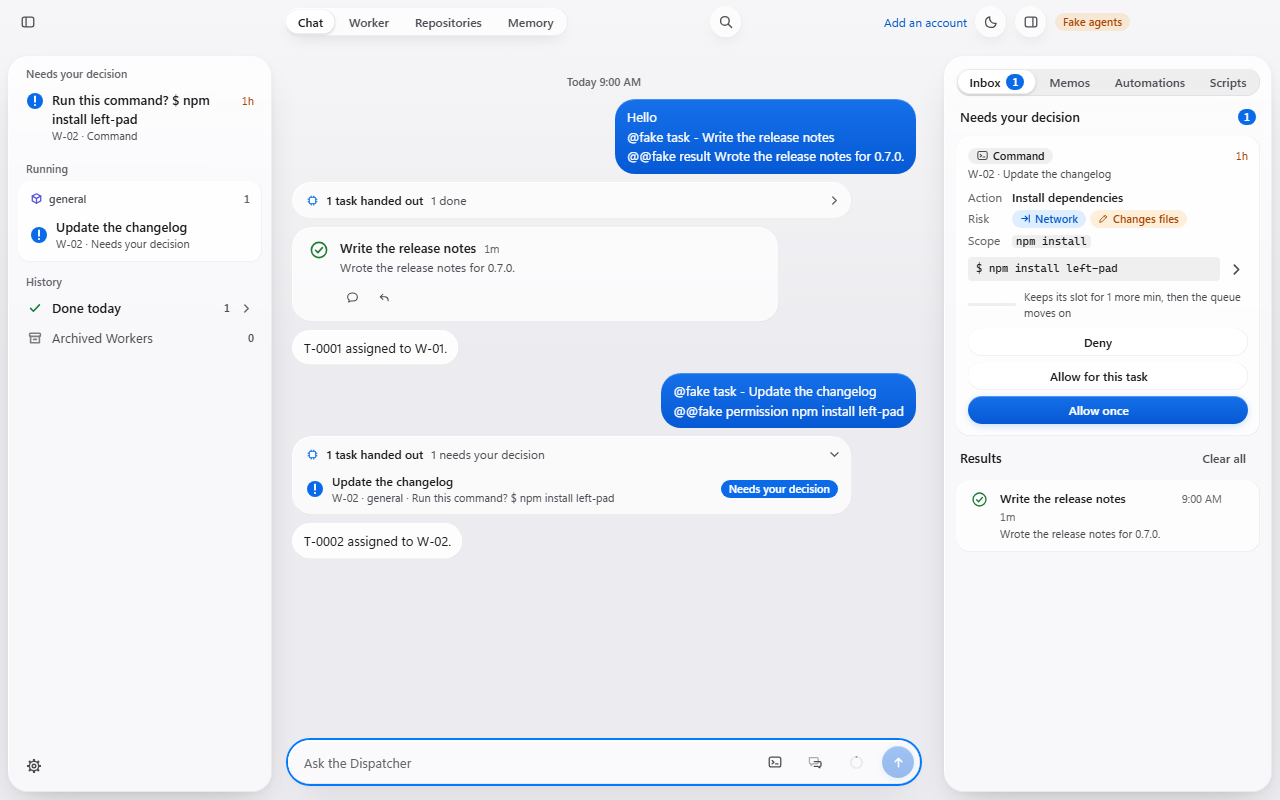 Chat
Worker
Repositories
Memory
Add an account
Fake agents
Needs your decision
Run this command? $ npm
install left-pad
1h
W-02 · Command
Running
general
1
Update the changelog
W-02 · Needs your decision
History
Done today
1
Archived Workers
0
Today 9:00 AM
Hello
@fake task - Write the release notes
@@fake result Wrote the release notes for 0.7.0.
1 task handed out 1 done
Write the release notes 1m
Wrote the release notes for 0.7.0.
T-0001 assigned to W-01.
@fake task - Update the changelog
@@fake permission npm install left-pad
1 task handed out 1 needs your decision
Update the changelog
W-02 · general · Run this command? $ npm install left-pad
Needs your decision
T-0002 assigned to W-02.
Ask the Dispatcher
Inbox 1
Memos
Automations
Scripts
Needs your decision
1
Command
1h
W-02 · Update the changelog
Action Install dependencies
Risk Network Changes files
Scope npm install
$ npm install left-pad
Keeps its slot for 1 more min, then the queue
moves on
Deny
Allow for this task
Allow once
Results
Clear all
Write the release notes
9:00 AM
1m
Wrote the release notes for 0.7.0.